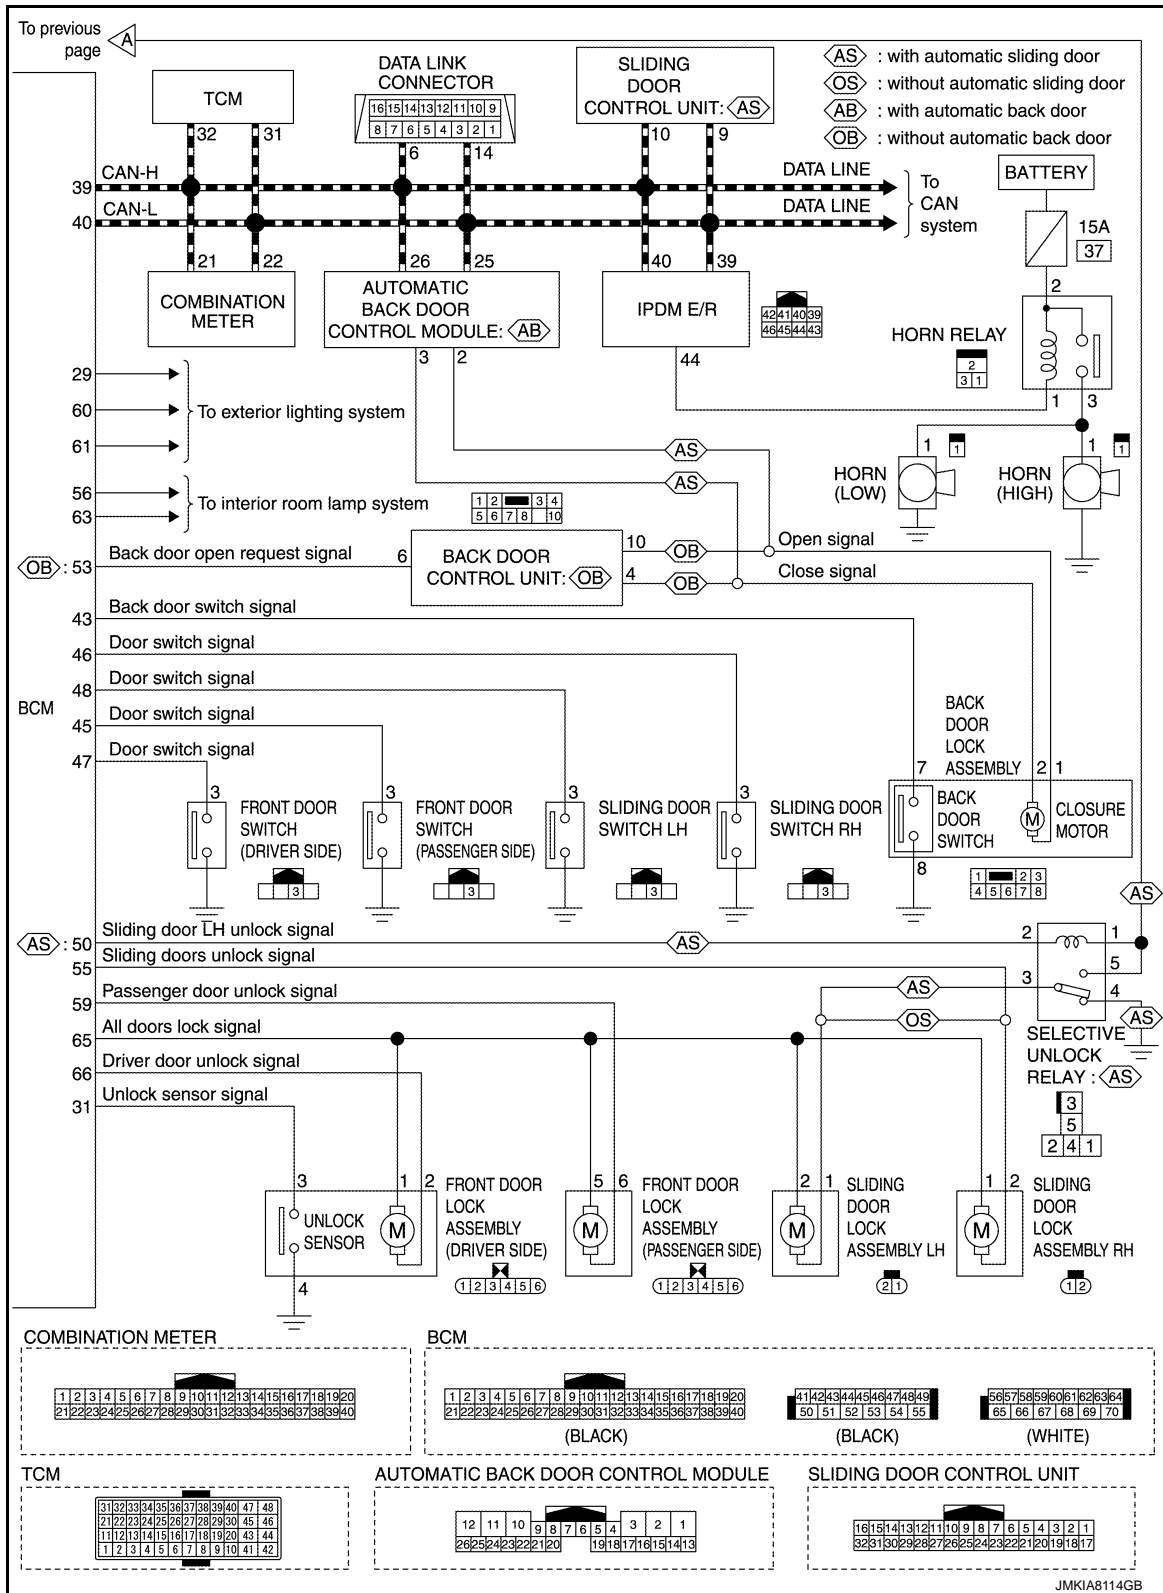 To previous
page
A
AS : with automatic sliding door
OS : without automatic sliding door
AB : with automatic back door
OB : without automatic back door
TCM
32 31
DATA LINK
CONNECTOR
16 15 14 13 12 11 10 9
8 7 6 5 4 3 2 1
6 14
SLIDING
DOOR
CONTROL UNIT: AS
10 9
39 CAN-H DATA LINE
40 CAN-L DATA LINE
To
CAN
system
BATTERY
15A
37
21 22
COMBINATION
METER
26 25
AUTOMATIC
BACK DOOR
CONTROL MODULE: AB
3 2
40 39
IPDM E/R
44
42 41 40 39
46 45 44 43
HORN RELAY
2
3 1
2
1 3
29
60
61
To exterior lighting system
56
63
To interior room lamp system
AS
AS
1
HORN
(LOW)
1
1
HORN
(HIGH)
1
1 2 3 4
5 6 7 8 10
OB : 53 Back door open request signal 6
BACK DOOR
CONTROL UNIT: OB
10 OB Open signal
4 OB Close signal
43 Back door switch signal
46 Door switch signal
48 Door switch signal
BCM
45 Door switch signal
47 Door switch signal
3
FRONT DOOR
SWITCH
(DRIVER SIDE)
3
3
FRONT DOOR
SWITCH
(PASSENGER SIDE)
3
3
SLIDING DOOR
SWITCH LH
3
3
SLIDING DOOR
SWITCH RH
3
BACK
DOOR
LOCK
ASSEMBLY
7 2 1
BACK
DOOR
SWITCH
M
CLOSURE
MOTOR
8
1 2 3
4 5 6 7 8
AS
AS : 50 Sliding door LH unlock signal AS 2 1
55 Sliding doors unlock signal 5
59 Passenger door unlock signal AS 3 4
65 All doors lock signal OS AS
66 Driver door unlock signal
31 Unlock sensor signal
SELECTIVE
UNLOCK
RELAY : AS
3
5
2 4 1
3 1 2
UNLOCK
SENSOR
M
4
FRONT DOOR
LOCK
ASSEMBLY
(DRIVER SIDE)
1 2 3 4 5 6
5 6
M
FRONT DOOR
LOCK
ASSEMBLY
(PASSENGER SIDE)
1 2 3 4 5 6
2 1
M
SLIDING
DOOR
LOCK
ASSEMBLY LH
2 1
1 2
M
SLIDING
DOOR
LOCK
ASSEMBLY RH
1 2
COMBINATION METER
1 2 3 4 5 6 7 8 9 10 11 12 13 14 15 16 17 18 19 20
21 22 23 24 25 26 27 28 29 30 31 32 33 34 35 36 37 38 39 40
BCM
1 2 3 4 5 6 7 8 9 10 11 12 13 14 15 16 17 18 19 20
21 22 23 24 25 26 27 28 29 30 31 32 33 34 35 36 37 38 39 40
(BLACK)
41 42 43 44 45 46 47 48 49
50 51 52 53 54 55
(BLACK)
56 57 58 59 60 61 62 63 64
65 66 67 68 69 70
(WHITE)
TCM
31 32 33 34 35 36 37 38 39 40 47 48
21 22 23 24 25 26 27 28 29 30 45 46
11 12 13 14 15 16 17 18 19 20 43 44
1 2 3 4 5 6 7 8 9 10 41 42
AUTOMATIC BACK DOOR CONTROL MODULE
12 11 10 9 8 7 6 5 4 3 2 1
26 25 24 23 22 21 20 19 18 17 16 15 14 13
SLIDING DOOR CONTROL UNIT
16 15 14 13 12 11 10 9 8 7 6 5 4 3 2 1
32 31 30 29 28 27 26 25 24 23 22 21 20 19 18 17
JMKIA8114GB